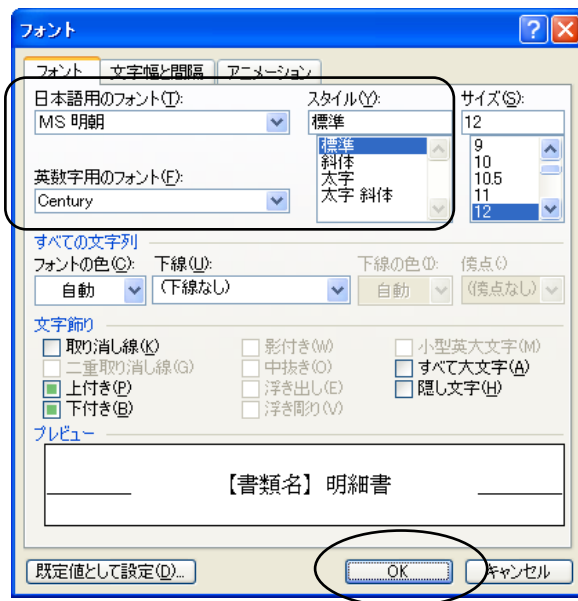 フォント
フォント 文字幅と間隔 アニメーション
日本語用のフォント(T): スタイル(Y): サイズ(S):
MS 明朝 標準 12
標準 9
斜体 10
英数字用のフォント(F): 太字 10.5
太字 斜体 11
Century 12
すべての文字列
フォントの色(C): 下線(U): 下線の色(I): 傍点(:)
自動 (下線なし) 自動 (傍点なし)
文字飾り
取り消し線(K) 影付き(W) 小型英大文字(M)
二重取り消し線(G) 中抜き(O) すべて大文字(A)
上付き(P) 浮き出し(E) 隠し文字(H)
下付き(B) 浮き彫り(V)
プレビュー
【書類名】明細書
既定値として設定(D)... OK キャンセル